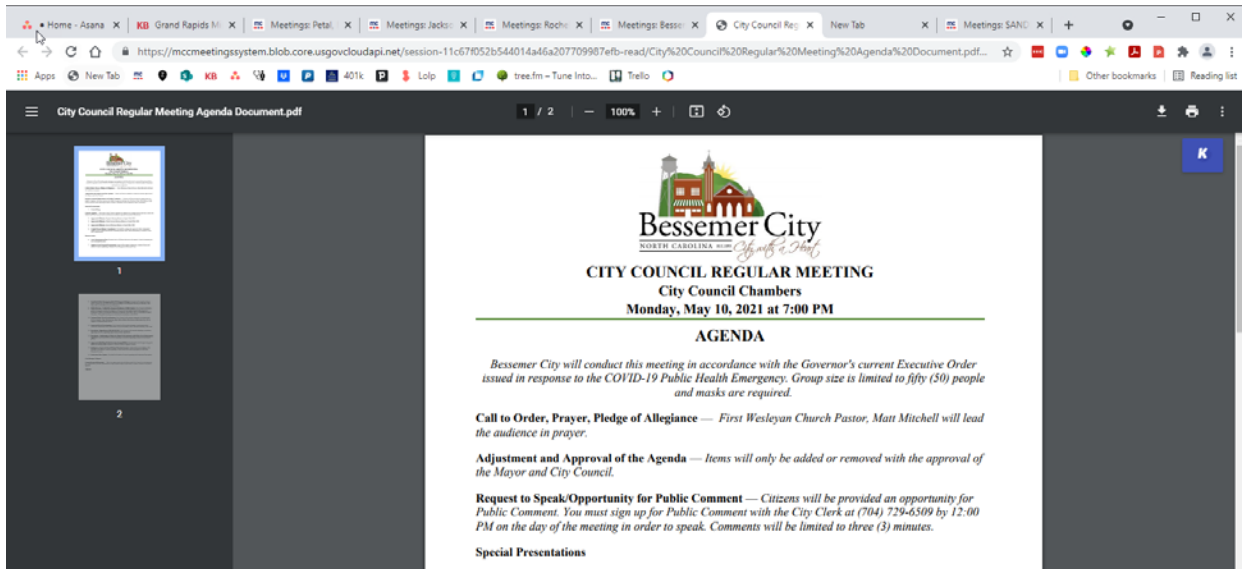 Home - Asana
KB Grand Rapids Mi
Meetings: Petal,
Meetings: Jackso
Meetings: Roche
Meetings: Besse
City Council Reg
New Tab
Meetings: SAND
https://mccmeetingssystem.blob.core.usgovcloudapi.net/session-11c67f052b544014a46a207709987efb-read/City%20Council%20Regular%20Meeting%20Agenda%20Document.pdf...
Apps New Tab KB 401k Lolp tree.fm – Tune Into... Trello Other bookmarks Reading list
City Council Regular Meeting Agenda Document.pdf 1 / 2 100%
1
2
K
Bessemer City
NORTH CAROLINA
City with a Heart
CITY COUNCIL REGULAR MEETING
City Council Chambers
Monday, May 10, 2021 at 7:00 PM
AGENDA
Bessemer City will conduct this meeting in accordance with the Governor's current Executive Order
issued in response to the COVID-19 Public Health Emergency. Group size is limited to fifty (50) people
and masks are required.
Call to Order, Prayer, Pledge of Allegiance — First Wesleyan Church Pastor, Matt Mitchell will lead
the audience in prayer.
Adjustment and Approval of the Agenda — Items will only be added or removed with the approval of
the Mayor and City Council.
Request to Speak/Opportunity for Public Comment — Citizens will be provided an opportunity for
Public Comment. You must sign up for Public Comment with the City Clerk at (704) 729-6509 by 12:00
PM on the day of the meeting in order to speak. Comments will be limited to three (3) minutes.
Special Presentations